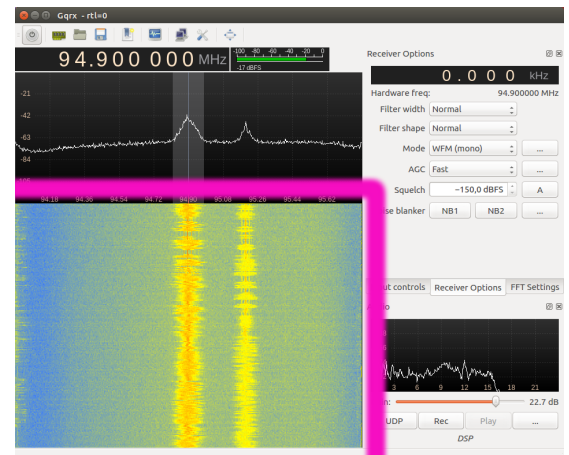 Gqrx - rtl=0
94.900 000 MHz
-100 -80 -60 -40 -20 0
-17 dBFS
-21
-42
-63
-84
94.18 94.36 94.54 94.72 94.90 95.08 95.26 95.44 95.62
Receiver Options
0.000 kHz
Hardware freq: 94.900000 MHz
Filter width Normal
Filter shape Normal
Mode WFM (mono) ...
AGC Fast ...
Squelch -150,0 dBFS A
NB1 NB2 ...
controls Receiver Options FFT Settings
3 6 9 12 15 18 21
22.7 dB
UDP Rec Play ...
DSP